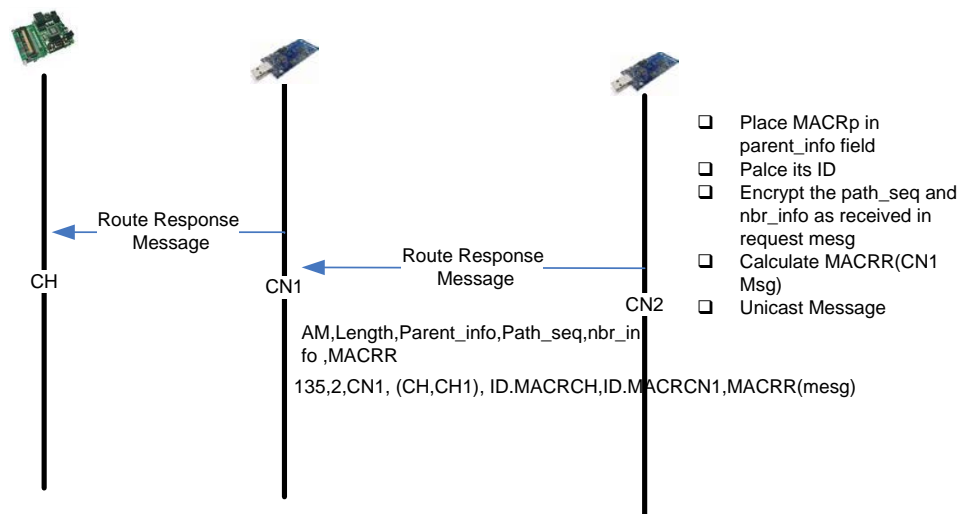 ❑ Place MACRp in
parent_info field
❑ Palce its ID
❑ Encrypt the path_seq and
nbr_info as received in
request mesg
❑ Calculate MACRR(CN1
Msg)
❑ Unicast Message
Route Response
Message
Route Response
Message
CH
CN1
CN2
AM,Length,Parent_info,Path_seq,nbr_in
fo ,MACRR
135,2,CN1, (CH,CH1), ID.MACRCH,ID.MACRCN1,MACRR(mesg)